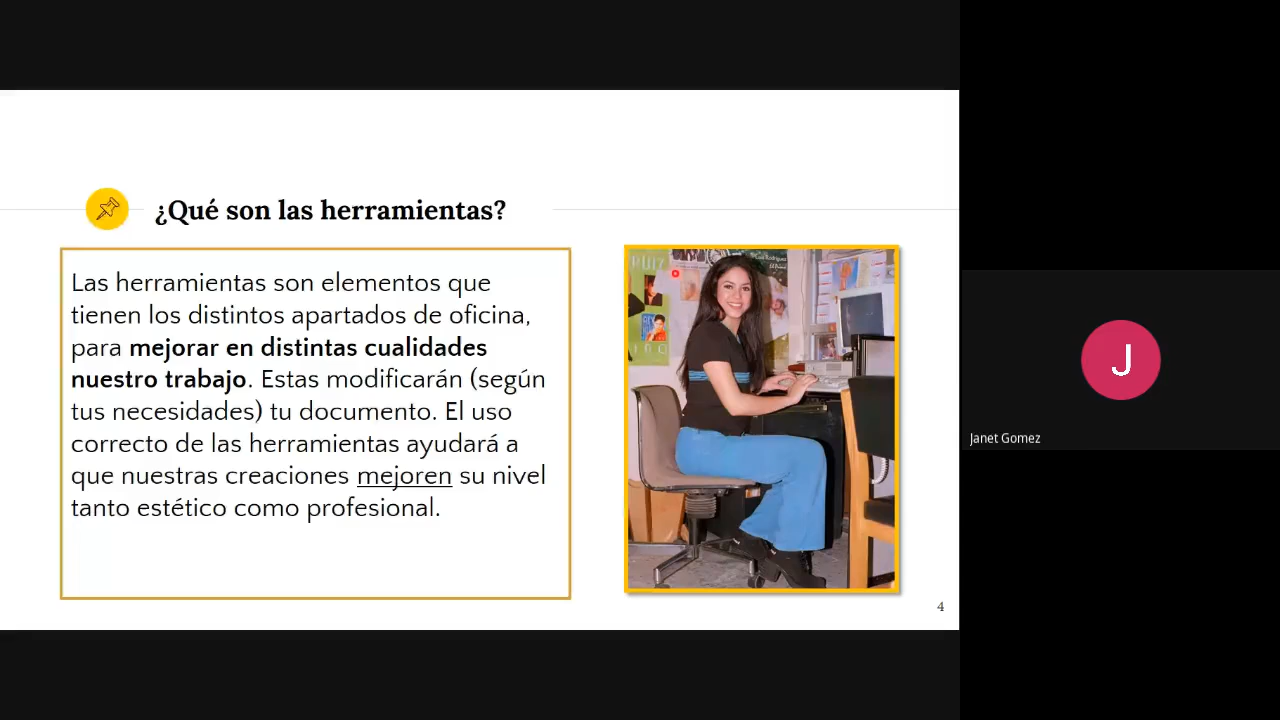 ¿Qué son las herramientas?
Las herramientas son elementos que
tienen los distintos apartados de oficina,
para mejorar en distintas cualidades
nuestro trabajo. Estas modificarán (según
tus necesidades) tu documento. El uso
correcto de las herramientas ayudará a
que nuestras creaciones mejoren su nivel
tanto estético como profesional.
RUIZ
4
J
Janet Gomez